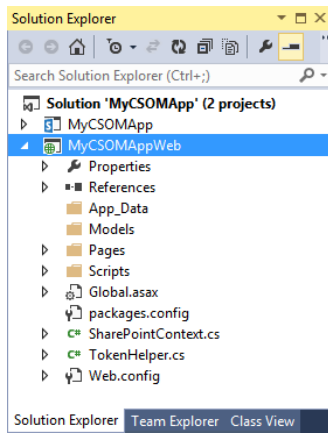 Solution Explorer
Search Solution Explorer (Ctrl+;)
Solution 'MyCSOMApp' (2 projects)
MyCSOMApp
MyCSOMAppWeb
Properties
References
App_Data
Models
Pages
Scripts
Global.asax
packages.config
C# SharePointContext.cs
C# TokenHelper.cs
Web.config
Solution Explorer Team Explorer Class View